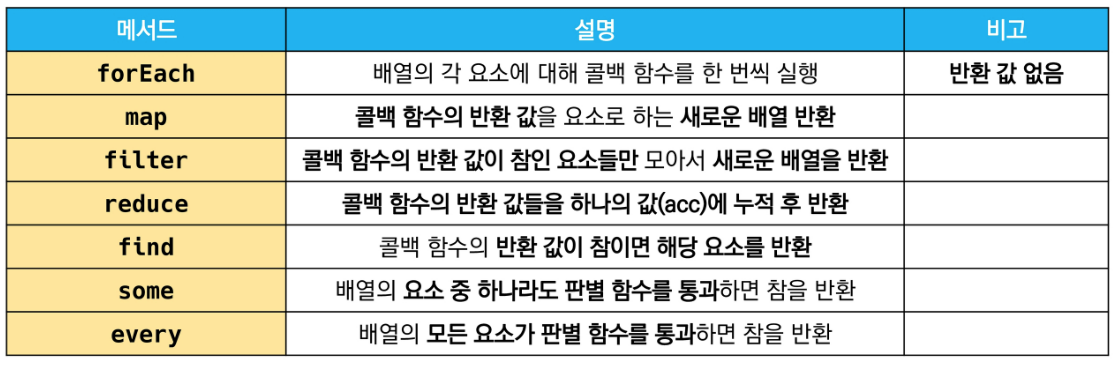 메서드 설명 비고
forEach 배열의 각 요소에 대해 콜백 함수를 한 번씩 실행 반환 값 없음
map 콜백 함수의 반환 값을 요소로 하는 새로운 배열 반환
filter 콜백 함수의 반환 값이 참인 요소들만 모아서 새로운 배열을 반환
reduce 콜백 함수의 반환 값들을 하나의 값(acc)에 누적 후 반환
find 콜백 함수의 반환 값이 참이면 해당 요소를 반환
some 배열의 요소 중 하나라도 판별 함수를 통과하면 참을 반환
every 배열의 모든 요소가 판별 함수를 통과하면 참을 반환